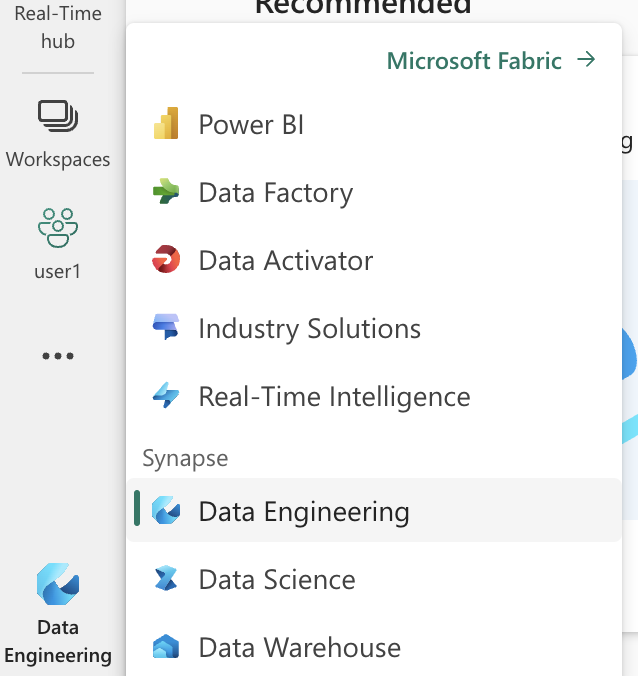 Real-Time
hub
Workspaces
user1
Data
Engineering
Recommended
Microsoft Fabric
Power BI
Data Factory
Data Activator
Industry Solutions
Real-Time Intelligence
Synapse
Data Engineering
Data Science
Data Warehouse